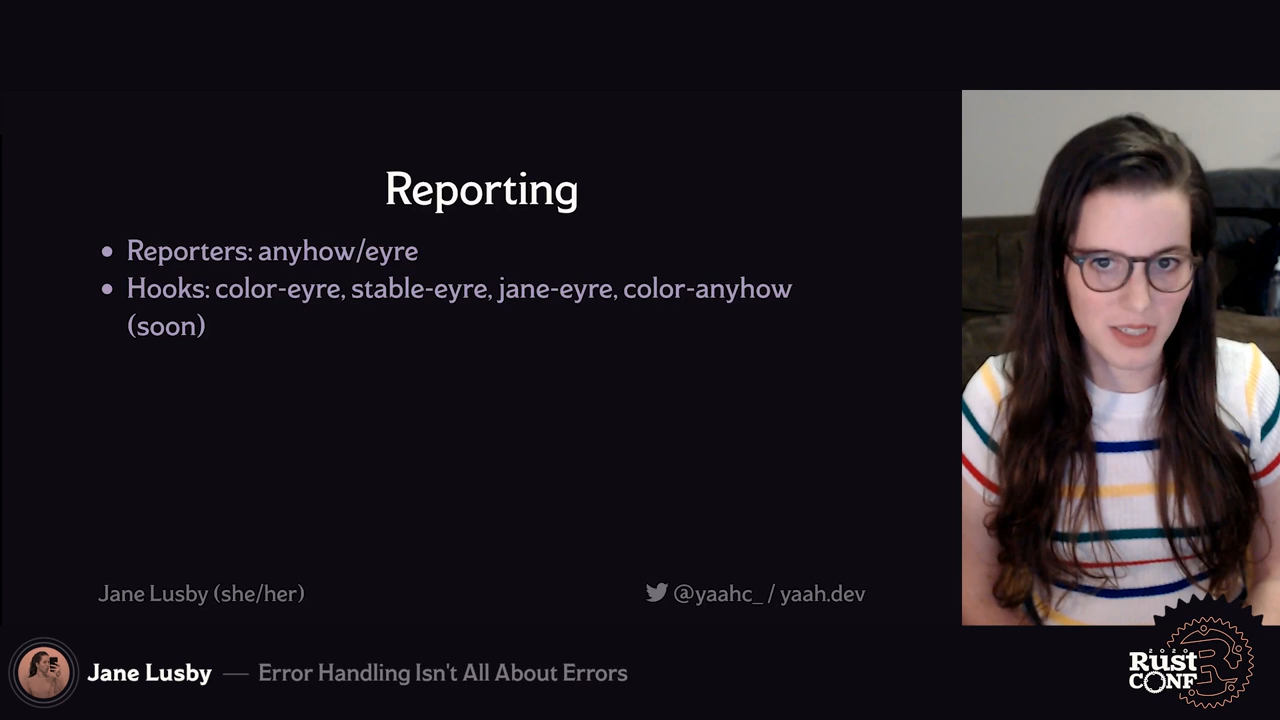 Reporting
• Reporters: anyhow/eyre
• Hooks: color-eyre, stable-eyre, jane-eyre, color-anyhow
(soon)
Jane Lusby (she/her)
@yaahc_ / yaah.dev
Jane Lusby — Error Handling Isn't All About Errors
2020
Rust
CONF
R